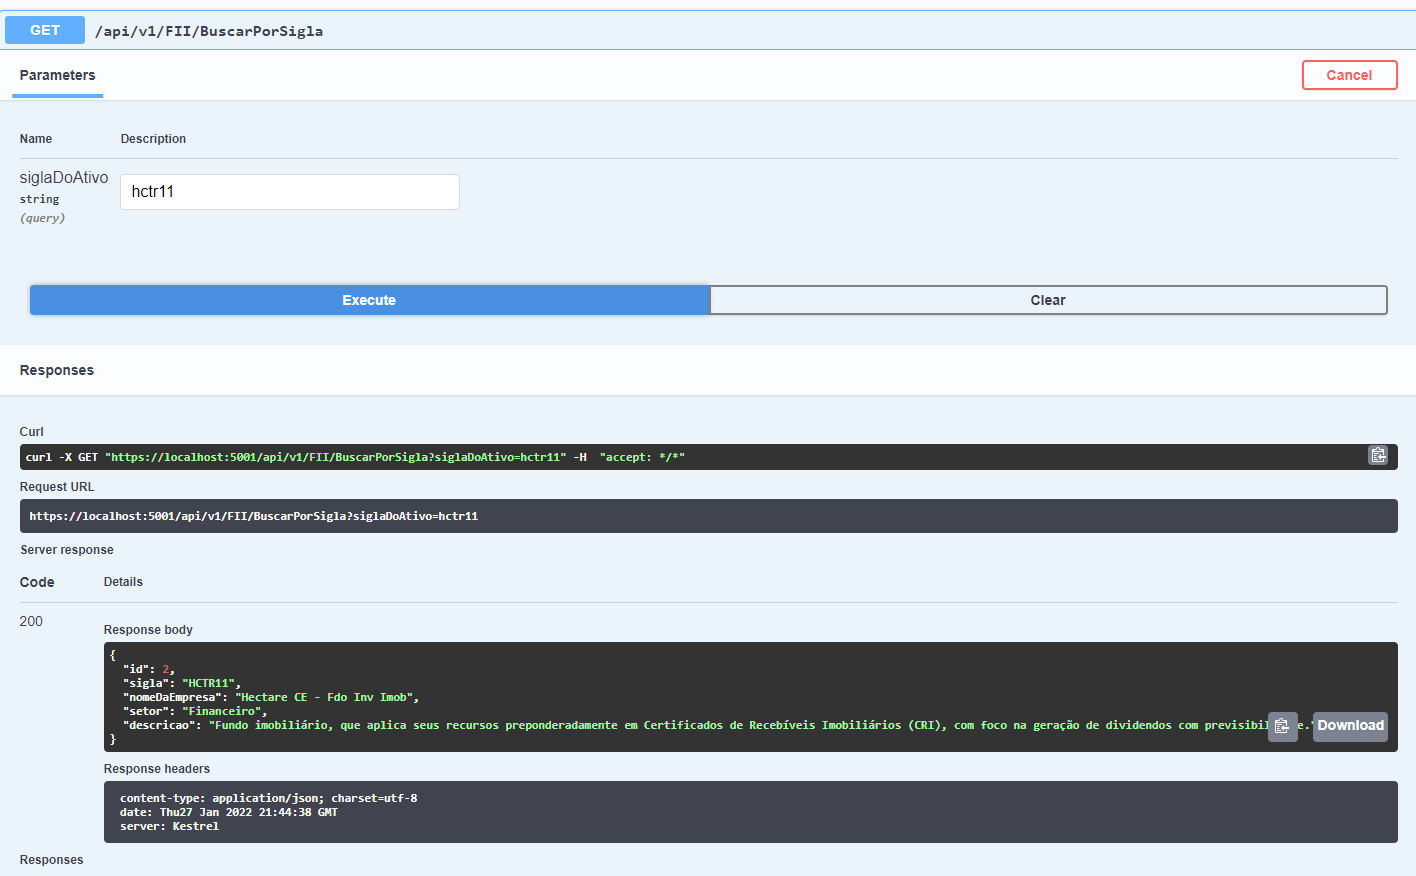 GET /api/v1/FII/BuscarPorSigla
Parameters
Cancel
Name Description
siglaDoAtivo
string
(query)
hctr11
Execute
Clear
Responses
Curl
curl -X GET "https://localhost:5001/api/v1/FII/BuscarPorSigla?siglaDoAtivo=hctr11" -H  "accept: */*"
Request URL
https://localhost:5001/api/v1/FII/BuscarPorSigla?siglaDoAtivo=hctr11
Server response
Code Details
200
Response body
{
  "id": 2,
  "sigla": "HCTR11",
  "nomeDaEmpresa": "Hectare CE - Fdo Inv Imob",
  "setor": "Financeiro",
  "descricao": "Fundo imobiliário, que aplica seus recursos preponderadamente em Certificados de Recebíveis Imobiliários (CRI), com foco na geração de dividendos com
}
Download
Response headers
content-type: application/json; charset=utf-8
date: Thu27 Jan 2022 21:44:38 GMT
server: Kestrel
Responses